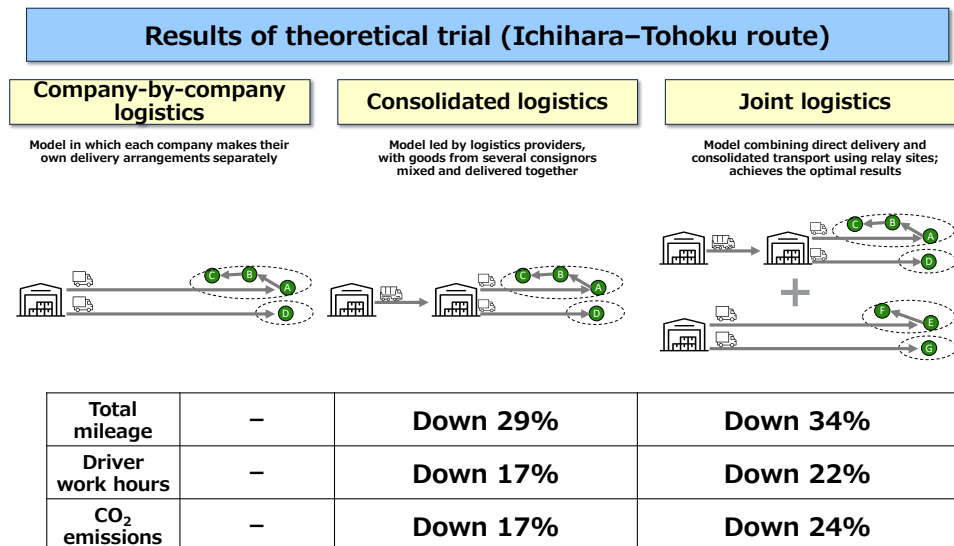 Results of theoretical trial (Ichihara–Tohoku route)
Company-by-company
logistics
Model in which each company makes their
own delivery arrangements separately
C
B
A
D
Consolidated logistics
Model led by logistics providers,
with goods from several consignors
mixed and delivered together
C
B
A
D
Joint logistics
Model combining direct delivery and
consolidated transport using relay sites;
achieves the optimal results
C
B
A
D
+
F
E
G
Total
mileage
–
Down 29%
Down 34%
Driver
work hours
–
Down 17%
Down 22%
CO₂
emissions
–
Down 17%
Down 24%